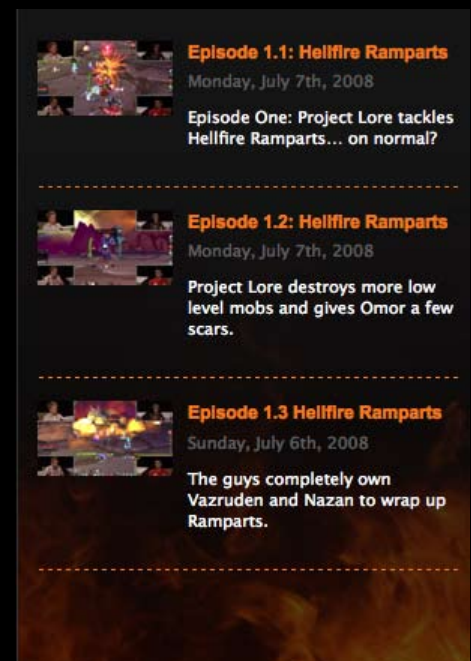 Episode 1.1: Hellfire Ramparts
Monday, July 7th, 2008
Episode One: Project Lore tackles
Hellfire Ramparts... on normal?
Episode 1.2: Hellfire Ramparts
Monday, July 7th, 2008
Project Lore destroys more low
level mobs and gives Omor a few
scars.
Episode 1.3 Hellfire Ramparts
Sunday, July 6th, 2008
The guys completely own
Vazruden and Nazan to wrap up
Ramparts.